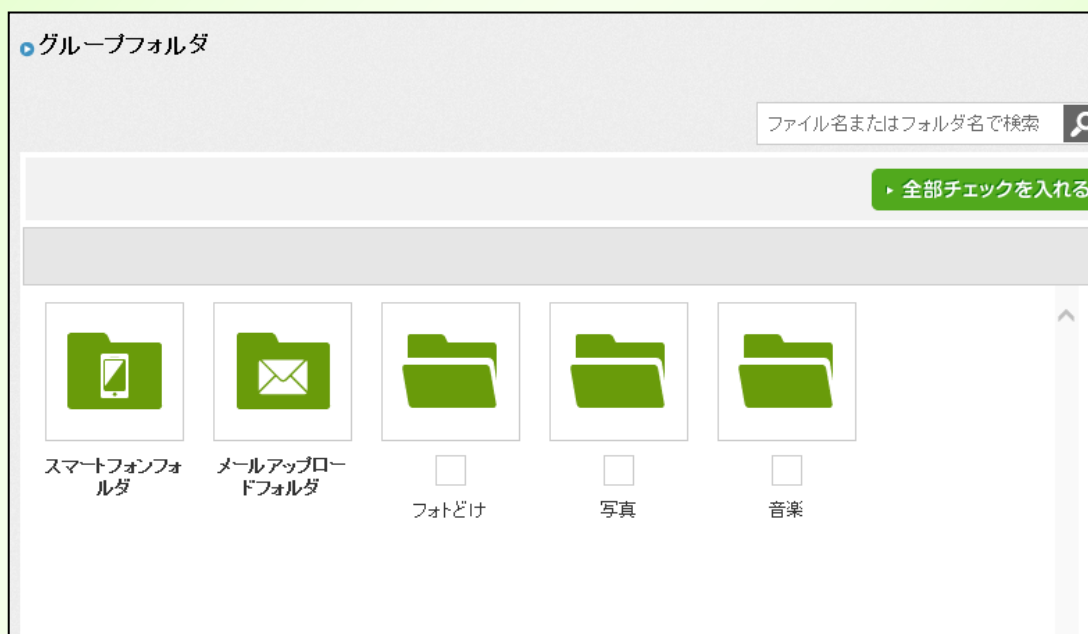 グループフォルダ
ファイル名またはフォルダ名で検索
全部チェックを入れる
スマートフォンフォ
ルダ
メールアップロー
ドフォルダ
フォトどけ
写真
音楽